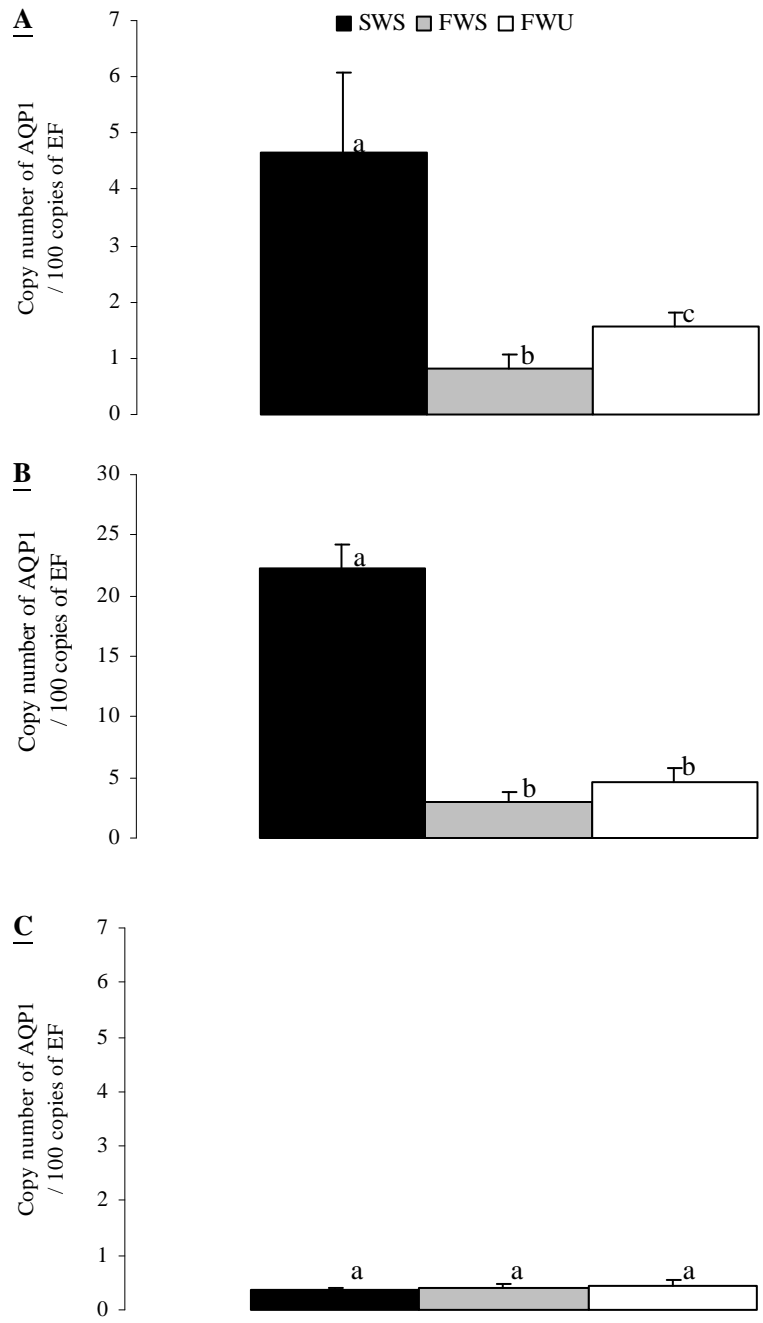 A
SWS FWS FWU
Copy number of AQP1
/ 100 copies of EF
7
6
5
4
3
2
1
0
a
b
c
B
Copy number of AQP1
/ 100 copies of EF
30
25
20
15
10
5
0
a
b
b
C
Copy number of AQP1
/ 100 copies of EF
7
6
5
4
3
2
1
0
a
a
a